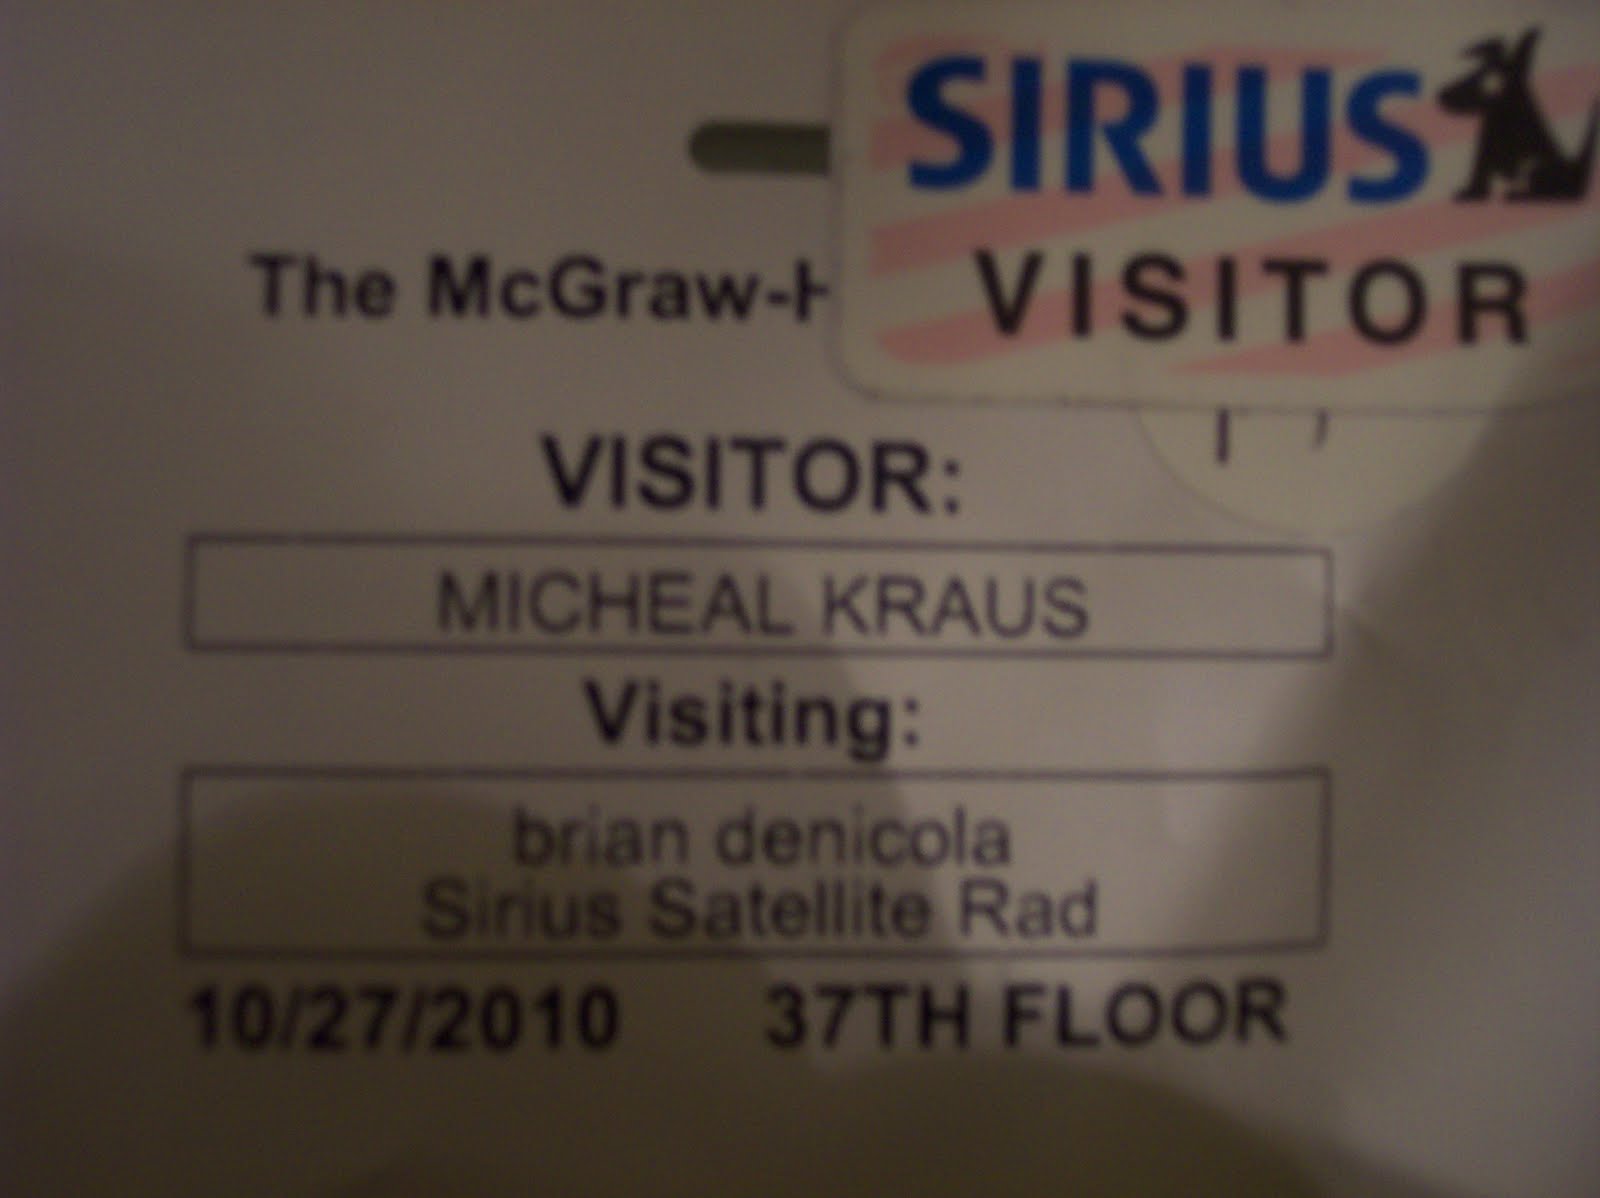 SIRIUS
VISITOR
The McGraw-H
VISITOR:
MICHEAL KRAUS
Visiting:
brian denicola
Sirius Satellite Rad
10/27/2010 37TH FLOOR